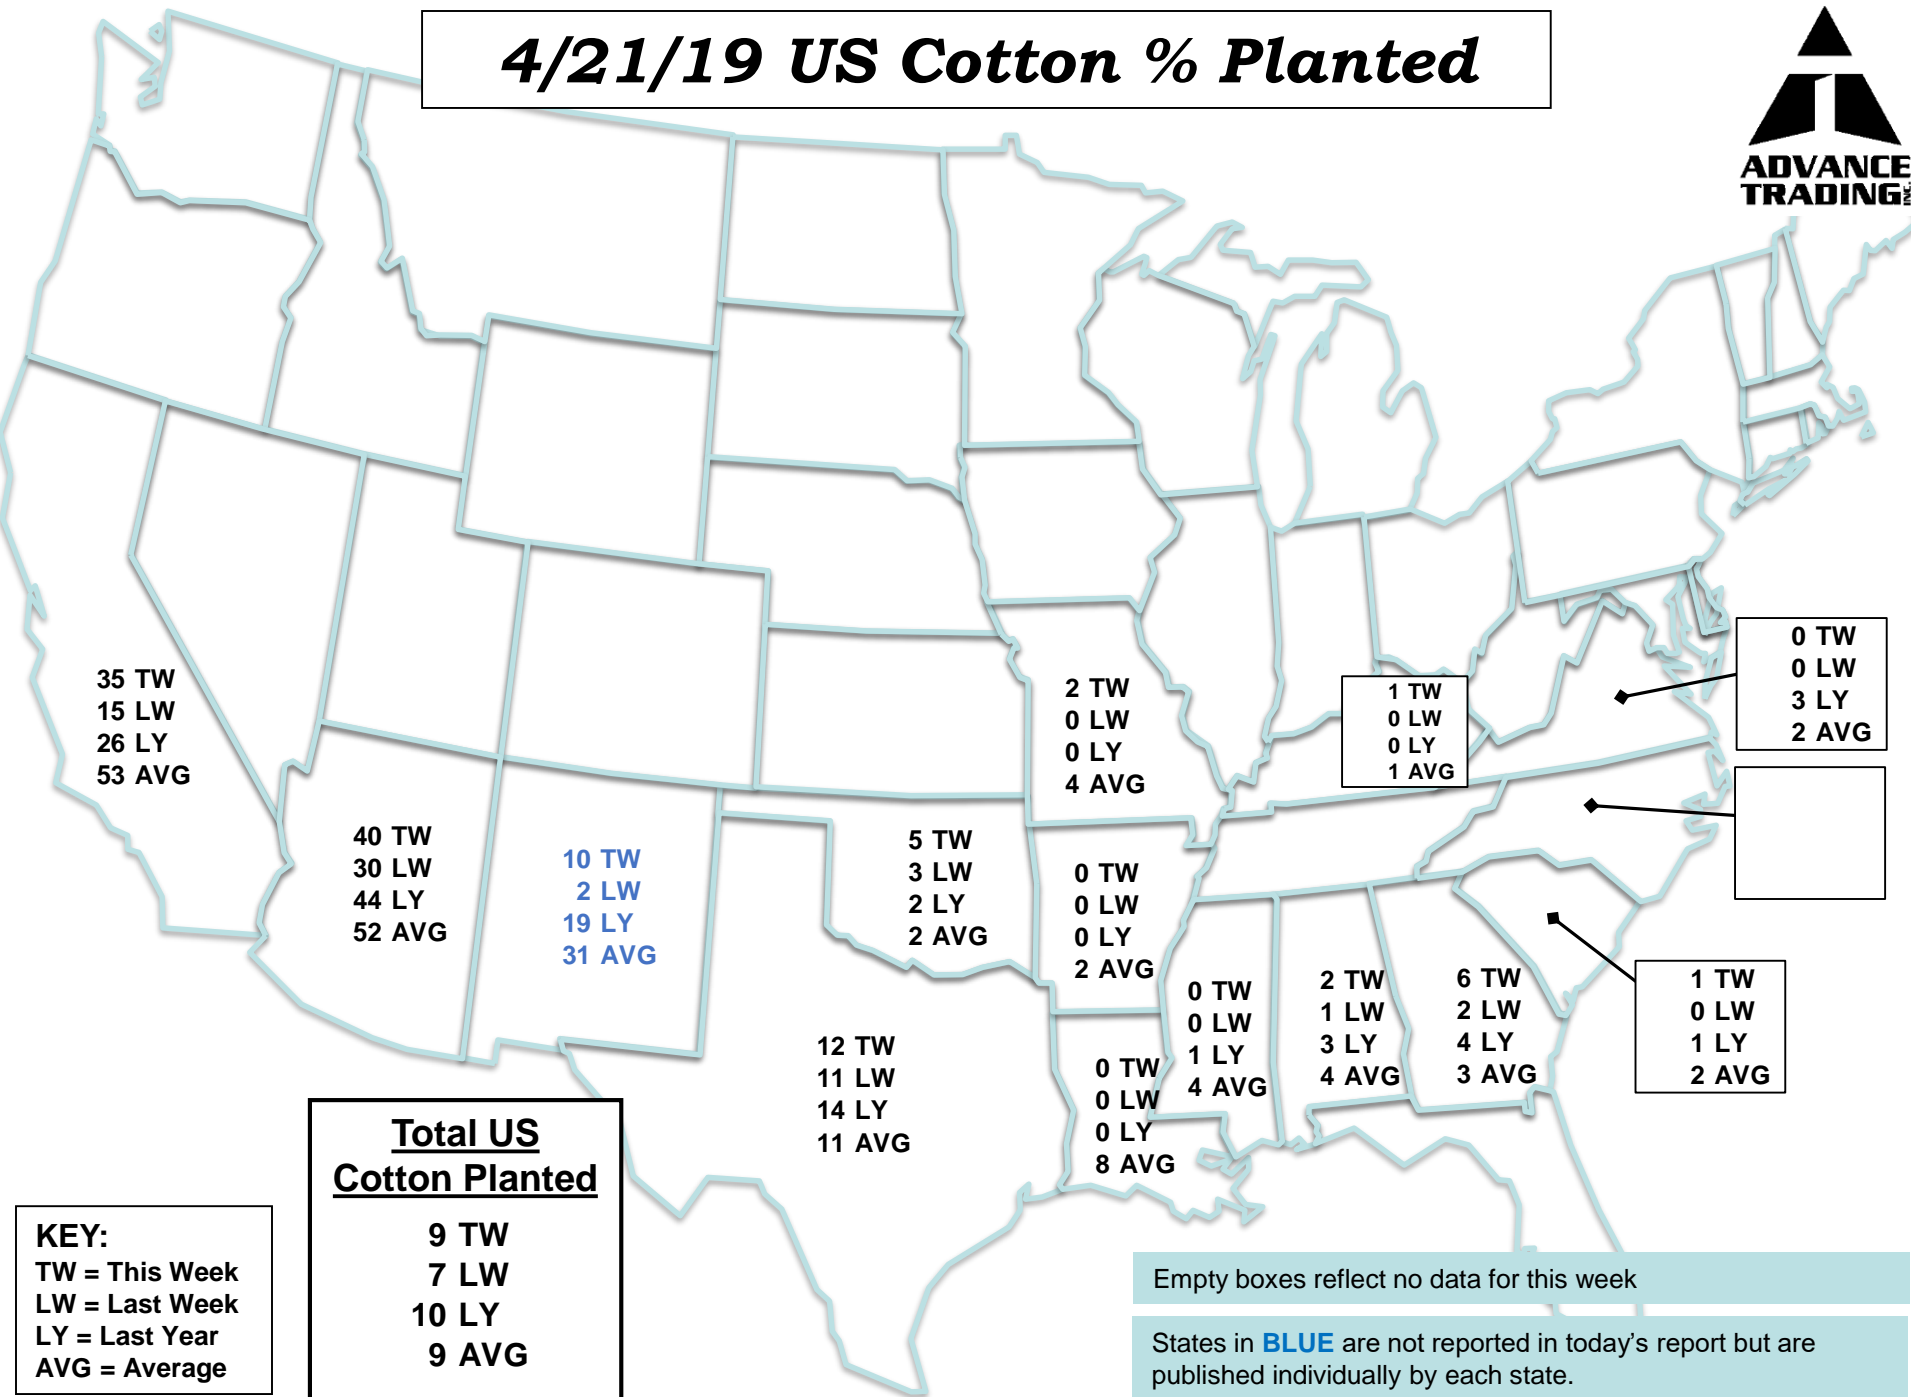 4/21/19 US Cotton % Planted
ADVANCE
TRADING INC.
35 TW
15 LW
26 LY
53 AVG
40 TW
30 LW
44 LY
52 AVG
10 TW
2 LW
19 LY
31 AVG
5 TW
3 LW
2 LY
2 AVG
12 TW
11 LW
14 LY
11 AVG
2 TW
0 LW
0 LY
4 AVG
0 TW
0 LW
0 LY
2 AVG
0 TW
0 LW
0 LY
8 AVG
0 TW
0 LW
1 LY
4 AVG
2 TW
1 LW
3 LY
4 AVG
6 TW
2 LW
4 LY
3 AVG
1 TW
0 LW
0 LY
1 AVG
0 TW
0 LW
3 LY
2 AVG
1 TW
0 LW
1 LY
2 AVG
KEY:
TW = This Week
LW = Last Week
LY = Last Year
AVG = Average
Total US
Cotton Planted
9 TW
7 LW
10 LY
9 AVG
Empty boxes reflect no data for this week
States in BLUE are not reported in today's report but are
published individually by each state.